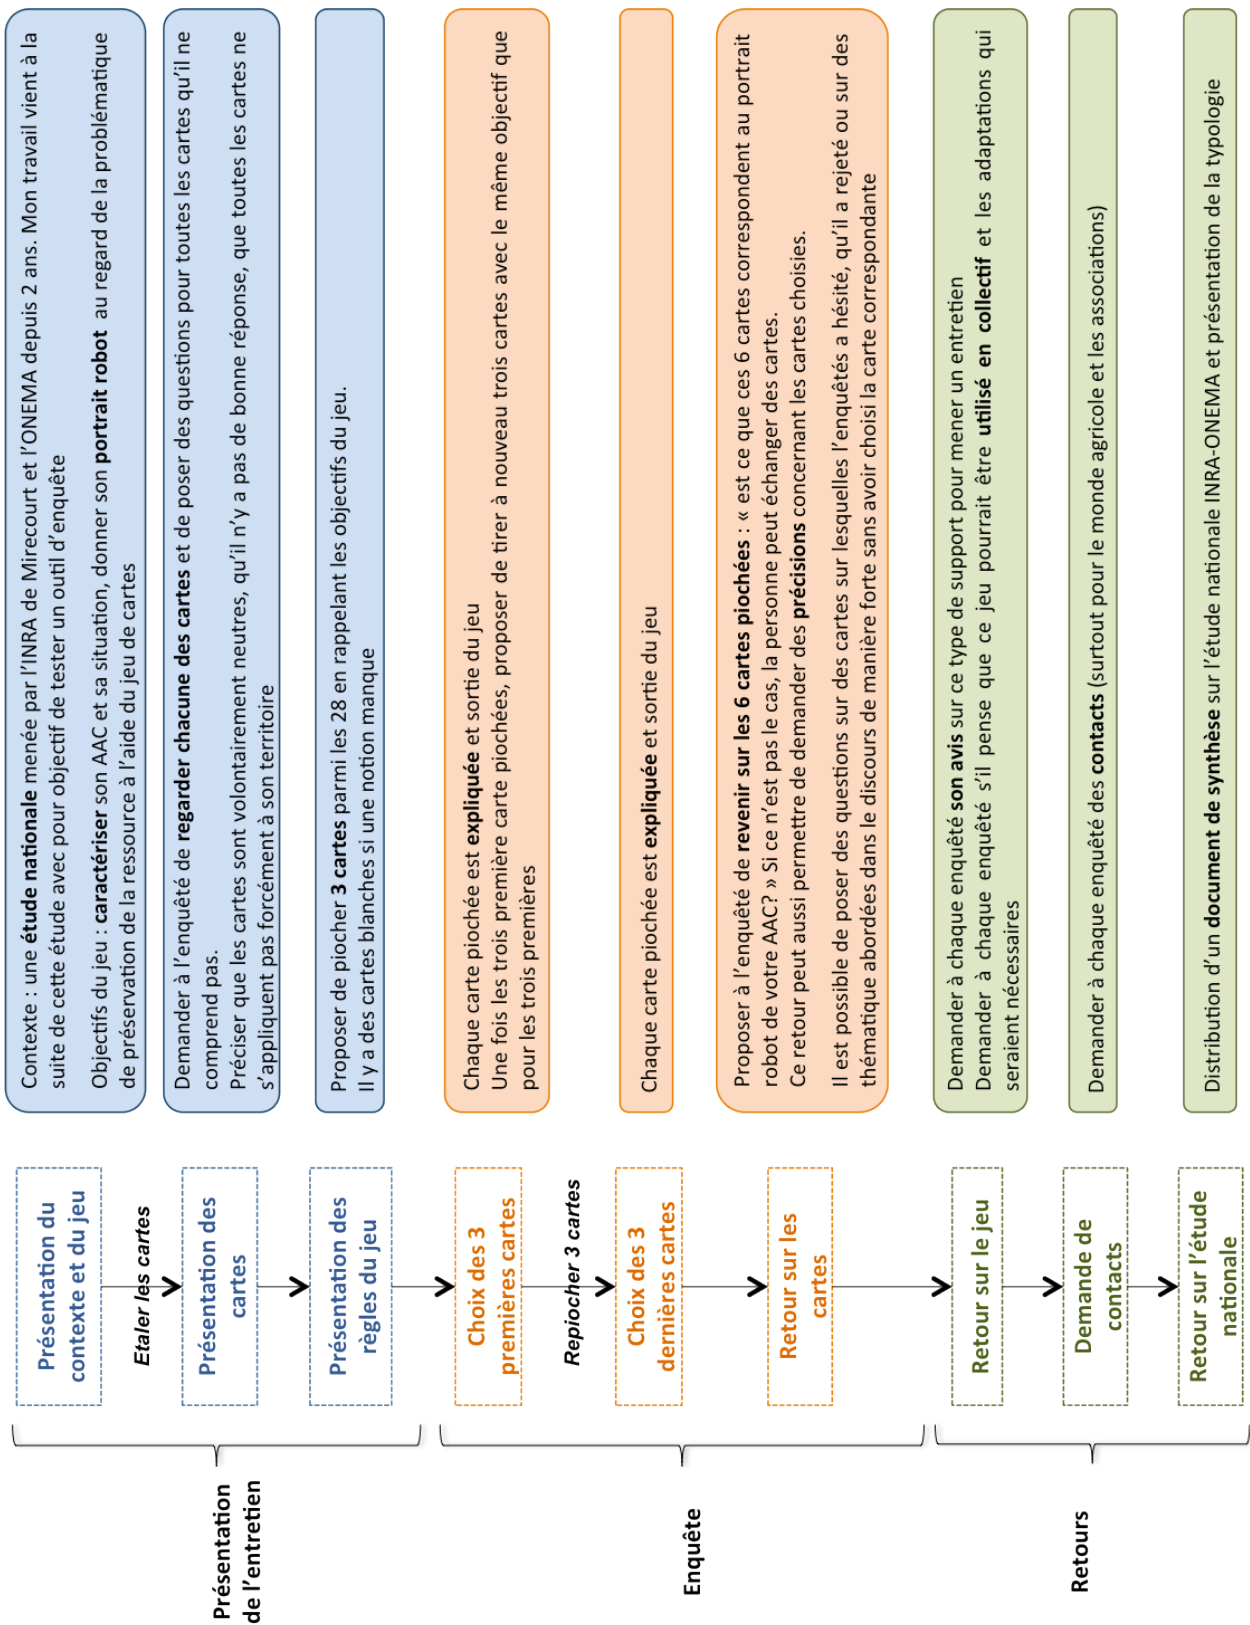 Présentation
de l'entretien
Présentation du
contexte et du jeu
Contexte : une étude nationale menée par l'INRA de Mirecourt et l'ONEMA depuis 2 ans. Mon travail vient à la
suite de cette étude avec pour objectif de tester un outil d'enquête
Objectifs du jeu : caractériser son AAC et sa situation, donner son portrait robot au regard de la problématique
de préservation de la ressource à l'aide du jeu de cartes
Etaler les cartes
Présentation des
cartes
Demander à l'enquêté de regarder chacune des cartes et de poser des questions pour toutes les cartes qu'il ne
comprend pas.
Préciser que les cartes sont volontairement neutres, qu'il n'y a pas de bonne réponse, que toutes les cartes ne
s'appliquent pas forcément à son territoire
Présentation des
règles du jeu
Proposer de piocher 3 cartes parmi les 28 en rappelant les objectifs du jeu.
Il y a des cartes blanches si une notion manque
Enquête
Choix des 3
premières cartes
Chaque carte piochée est expliquée et sortie du jeu
Une fois les trois première carte piochées, proposer de tirer à nouveau trois cartes avec le même objectif que
pour les trois premières
Repiocher 3 cartes
Choix des 3
dernières cartes
Chaque carte piochée est expliquée et sortie du jeu
Retour sur les
cartes
Proposer à l'enquêté de revenir sur les 6 cartes piochées : « est ce que ces 6 cartes correspondent au portrait
robot de votre AAC? » Si ce n'est pas le cas, la personne peut échanger des cartes.
Ce retour peut aussi permettre de demander des précisions concernant les cartes choisies.
Il est possible de poser des questions sur des cartes sur lesquelles l'enquêtés a hésité, qu'il a rejeté ou sur des
thématique abordées dans le discours de manière forte sans avoir choisi la carte correspondante
Retours
Retour sur le jeu
Demander à chaque enquêté son avis sur ce type de support pour mener un entretien
Demander à chaque enquêté s'il pense que ce jeu pourrait être utilisé en collectif et les adaptations qui
seraient nécessaires
Demande de
contacts
Demander à chaque enquêté des contacts (surtout pour le monde agricole et les associations)
Retour sur l'étude
nationale
Distribution d'un document de synthèse sur l'étude nationale INRA-ONEMA et présentation de la typologie